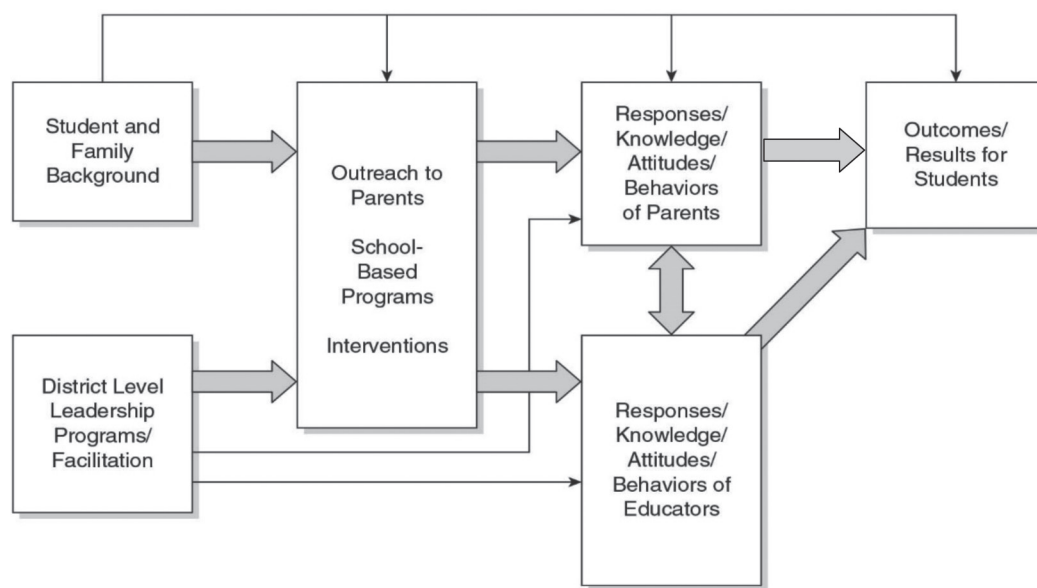 Student and
Family
Background
Outreach to
Parents
School-
Based
Programs
Interventions
Responses/
Knowledge/
Attitudes/
Behaviors
of Parents
Outcomes/
Results for
Students
District Level
Leadership
Programs/
Facilitation
Responses/
Knowledge/
Attitudes/
Behaviors of
Educators